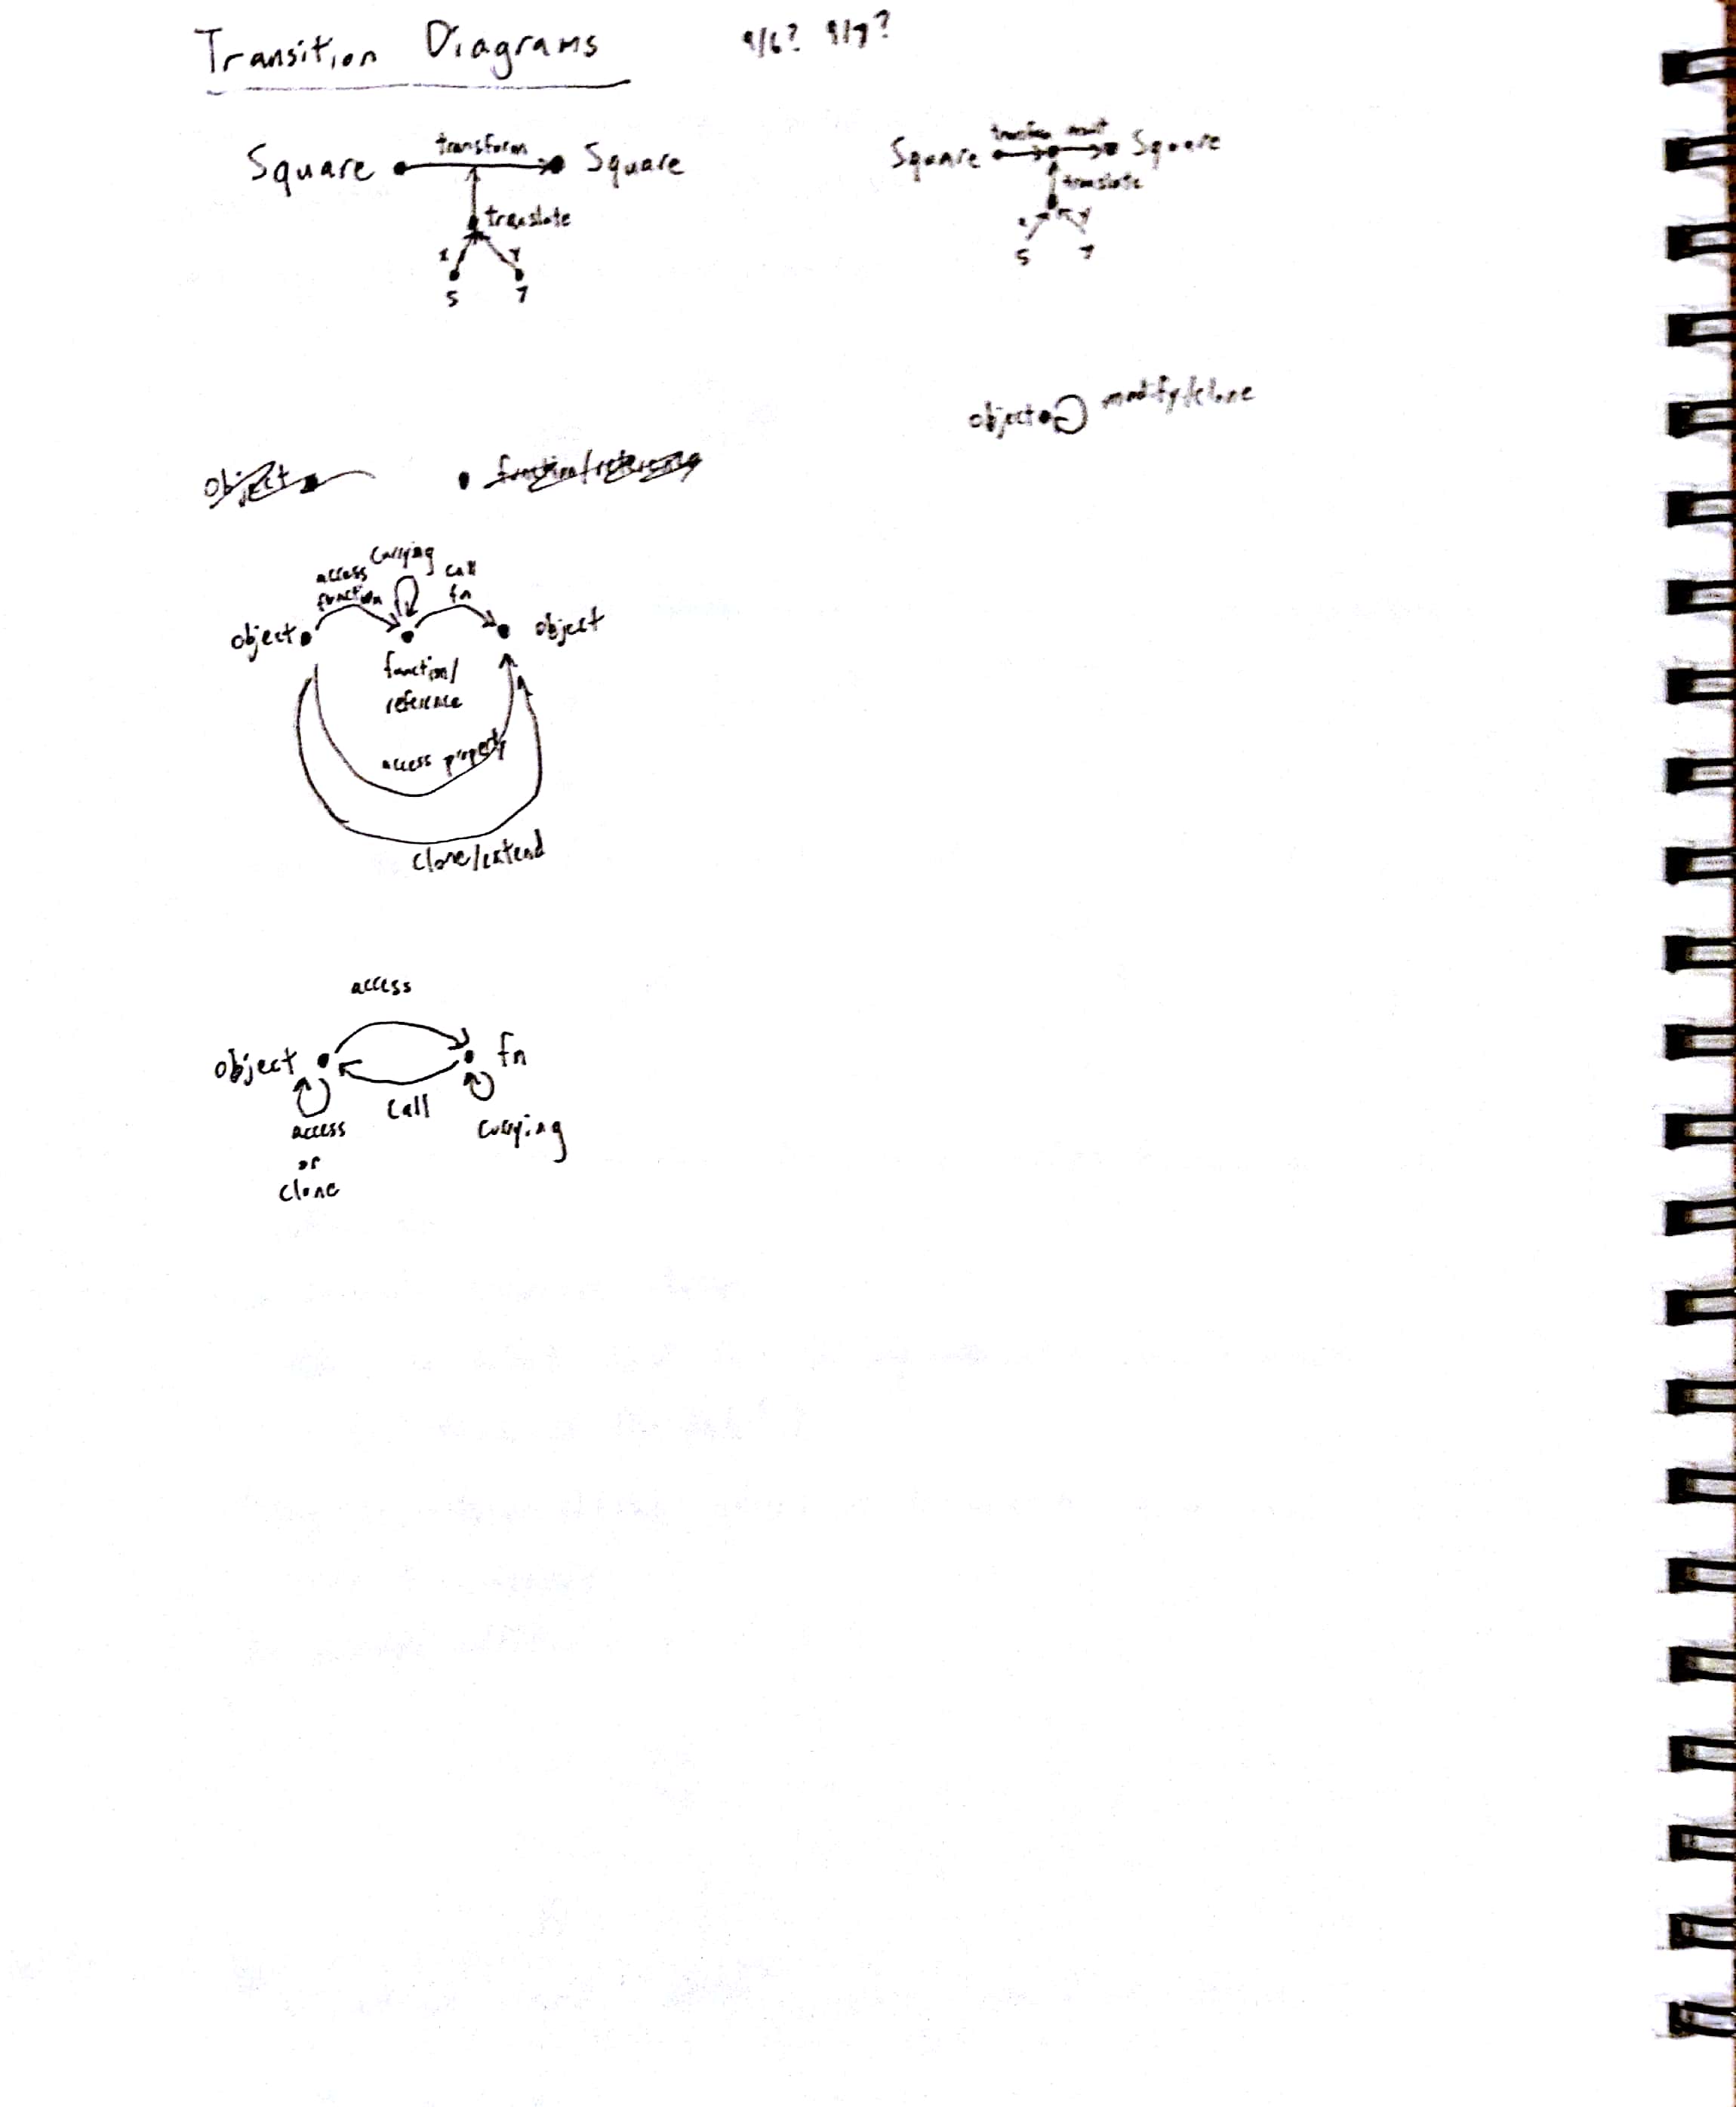 Transition Diagrams 9/6? 9/7?
Square transform Square
translate
x y
5 7
Square transform Square
translate
x y
5 7
object modify/clone
object function/reference
access function
currying
call fn
object object
function/
reference
access property
clone/extend
access
object fn
call
access
or
clone
currying